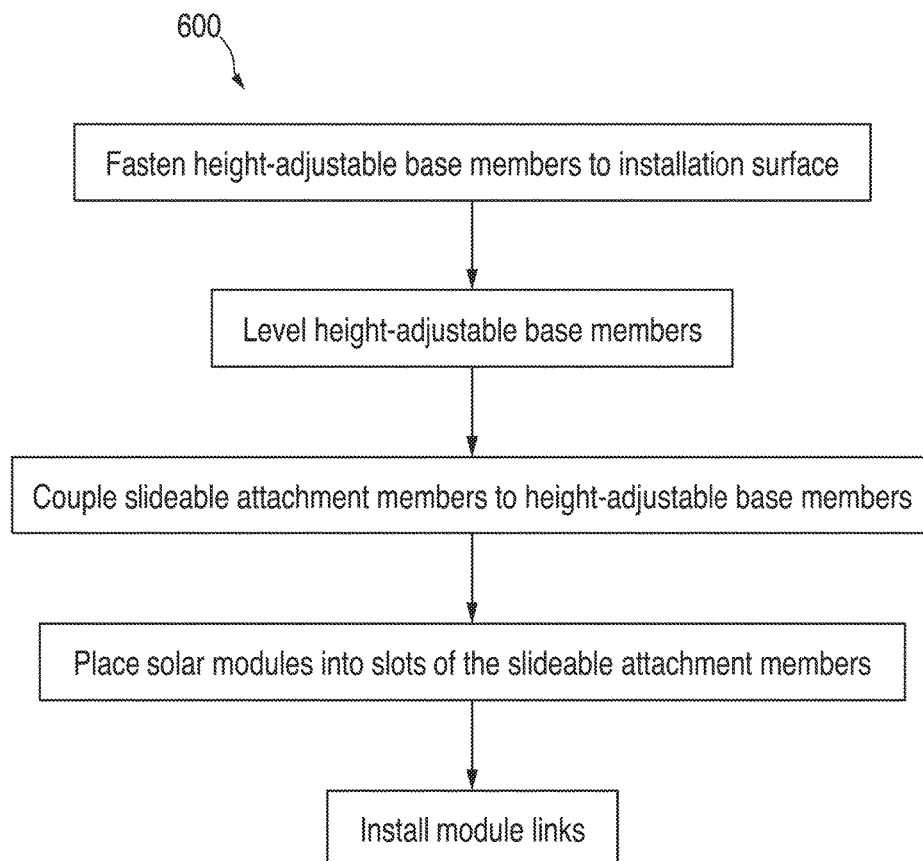 600
Fasten height-adjustable base members to installation surface
Level height-adjustable base members
Couple slideable attachment members to height-adjustable base members
Place solar modules into slots of the slideable attachment members
Install module links